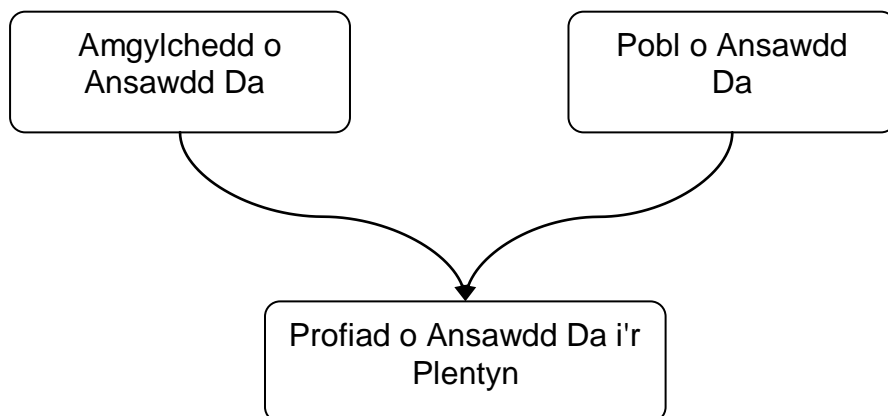 Amgylchedd o
Ansawdd Da
Pobl o Ansawdd
Da
Profiad o Ansawdd Da i'r
Plentyn